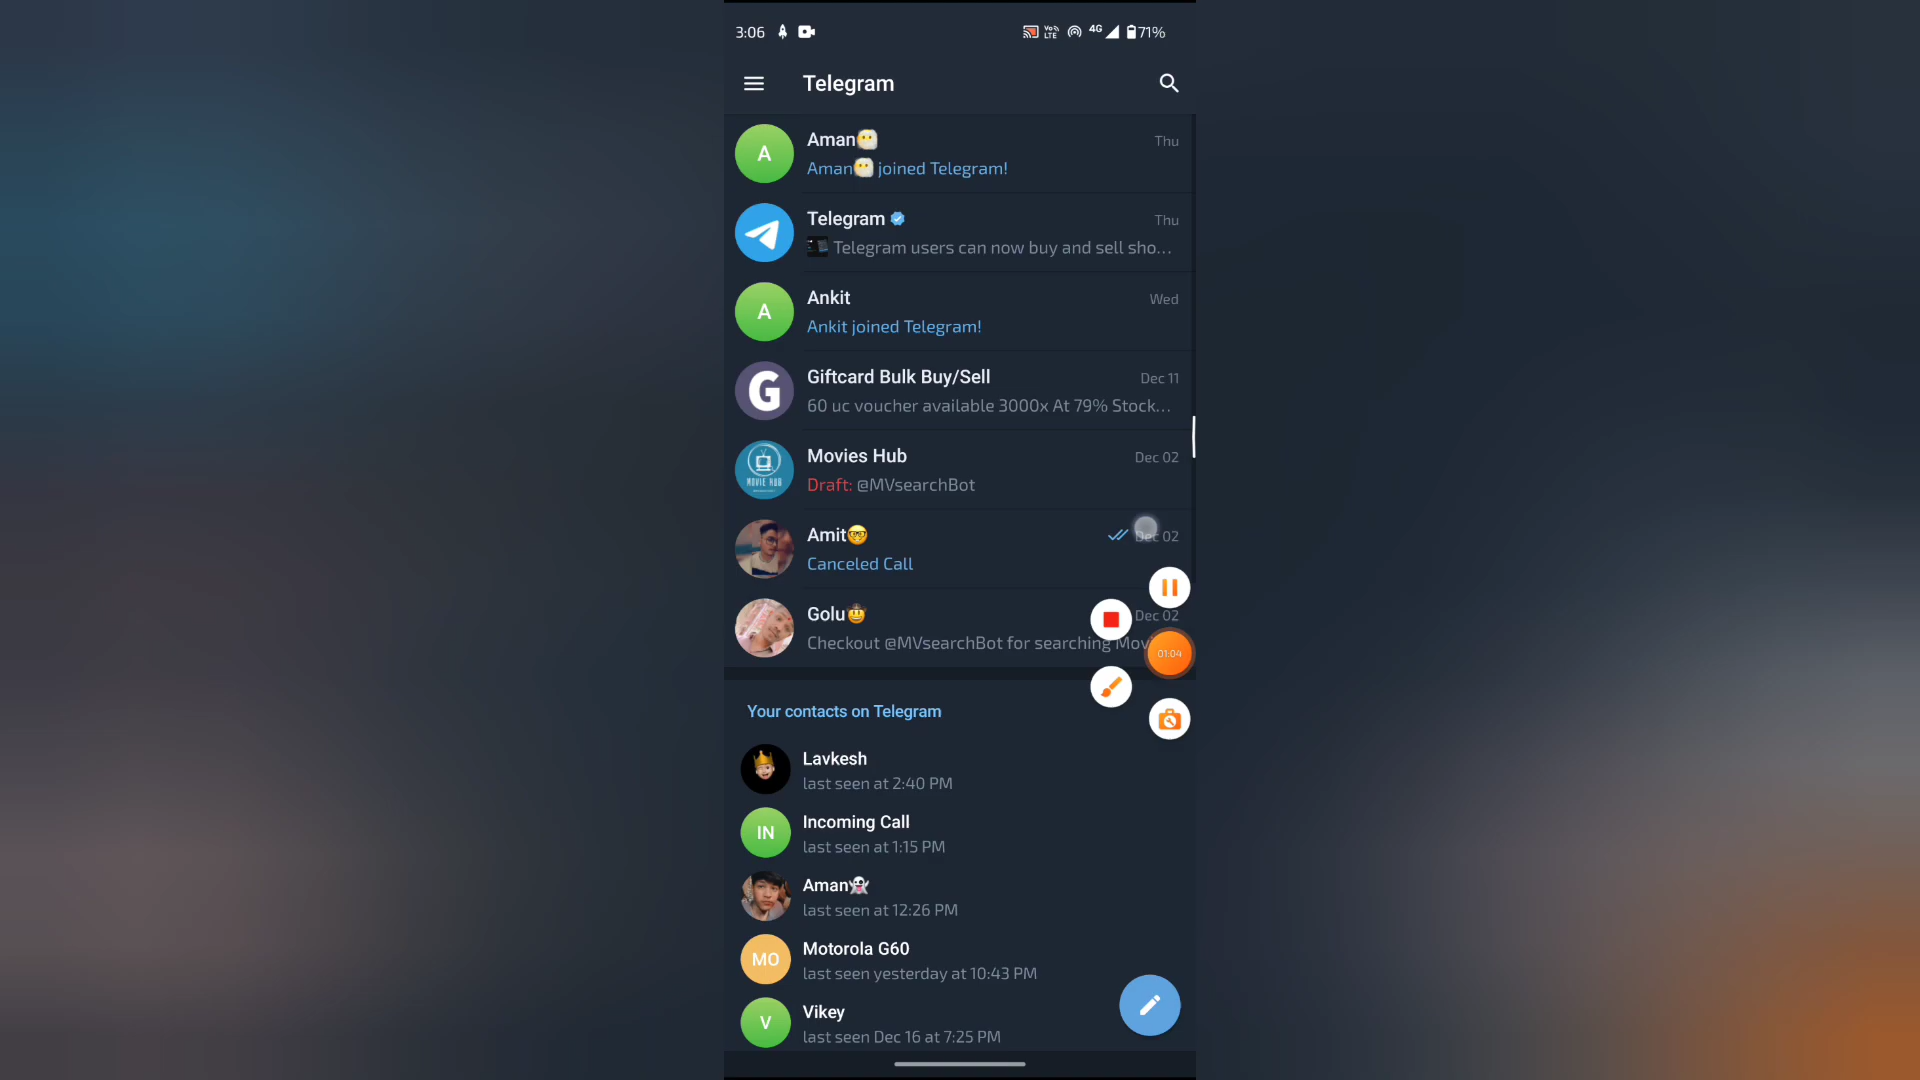 3:06 4G 71%
Telegram
A Aman😶 Thu
Aman😶 joined Telegram!
Telegram Thu
Telegram users can now buy and sell sho...
A Ankit Wed
Ankit joined Telegram!
G Giftcard Bulk Buy/Sell Dec 11
60 uc voucher available 3000x At 79% Stock...
Movies Hub Dec 02
Draft: @MVsearchBot
Amit🤓 Dec 02
Canceled Call
Golu🤠 Dec 02
Checkout @MVsearchBot for searching Mov
01:04
Your contacts on Telegram
Lavkesh
last seen at 2:40 PM
IN Incoming Call
last seen at 1:15 PM
Aman👻
last seen at 12:26 PM
MO Motorola G60
last seen yesterday at 10:43 PM
V Vikey
last seen Dec 16 at 7:25 PM